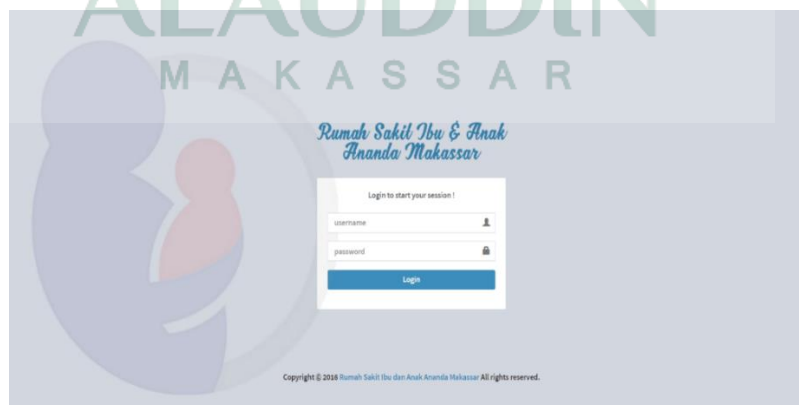 ALAUDDIN
MAKASSAR
Rumah Sakit Ibu & Anak
Ananda Makassar
Login to start your session !
username
password
Login
Copyright © 2016 Rumah Sakit Ibu dan Anak Ananda Makassar All rights reserved.